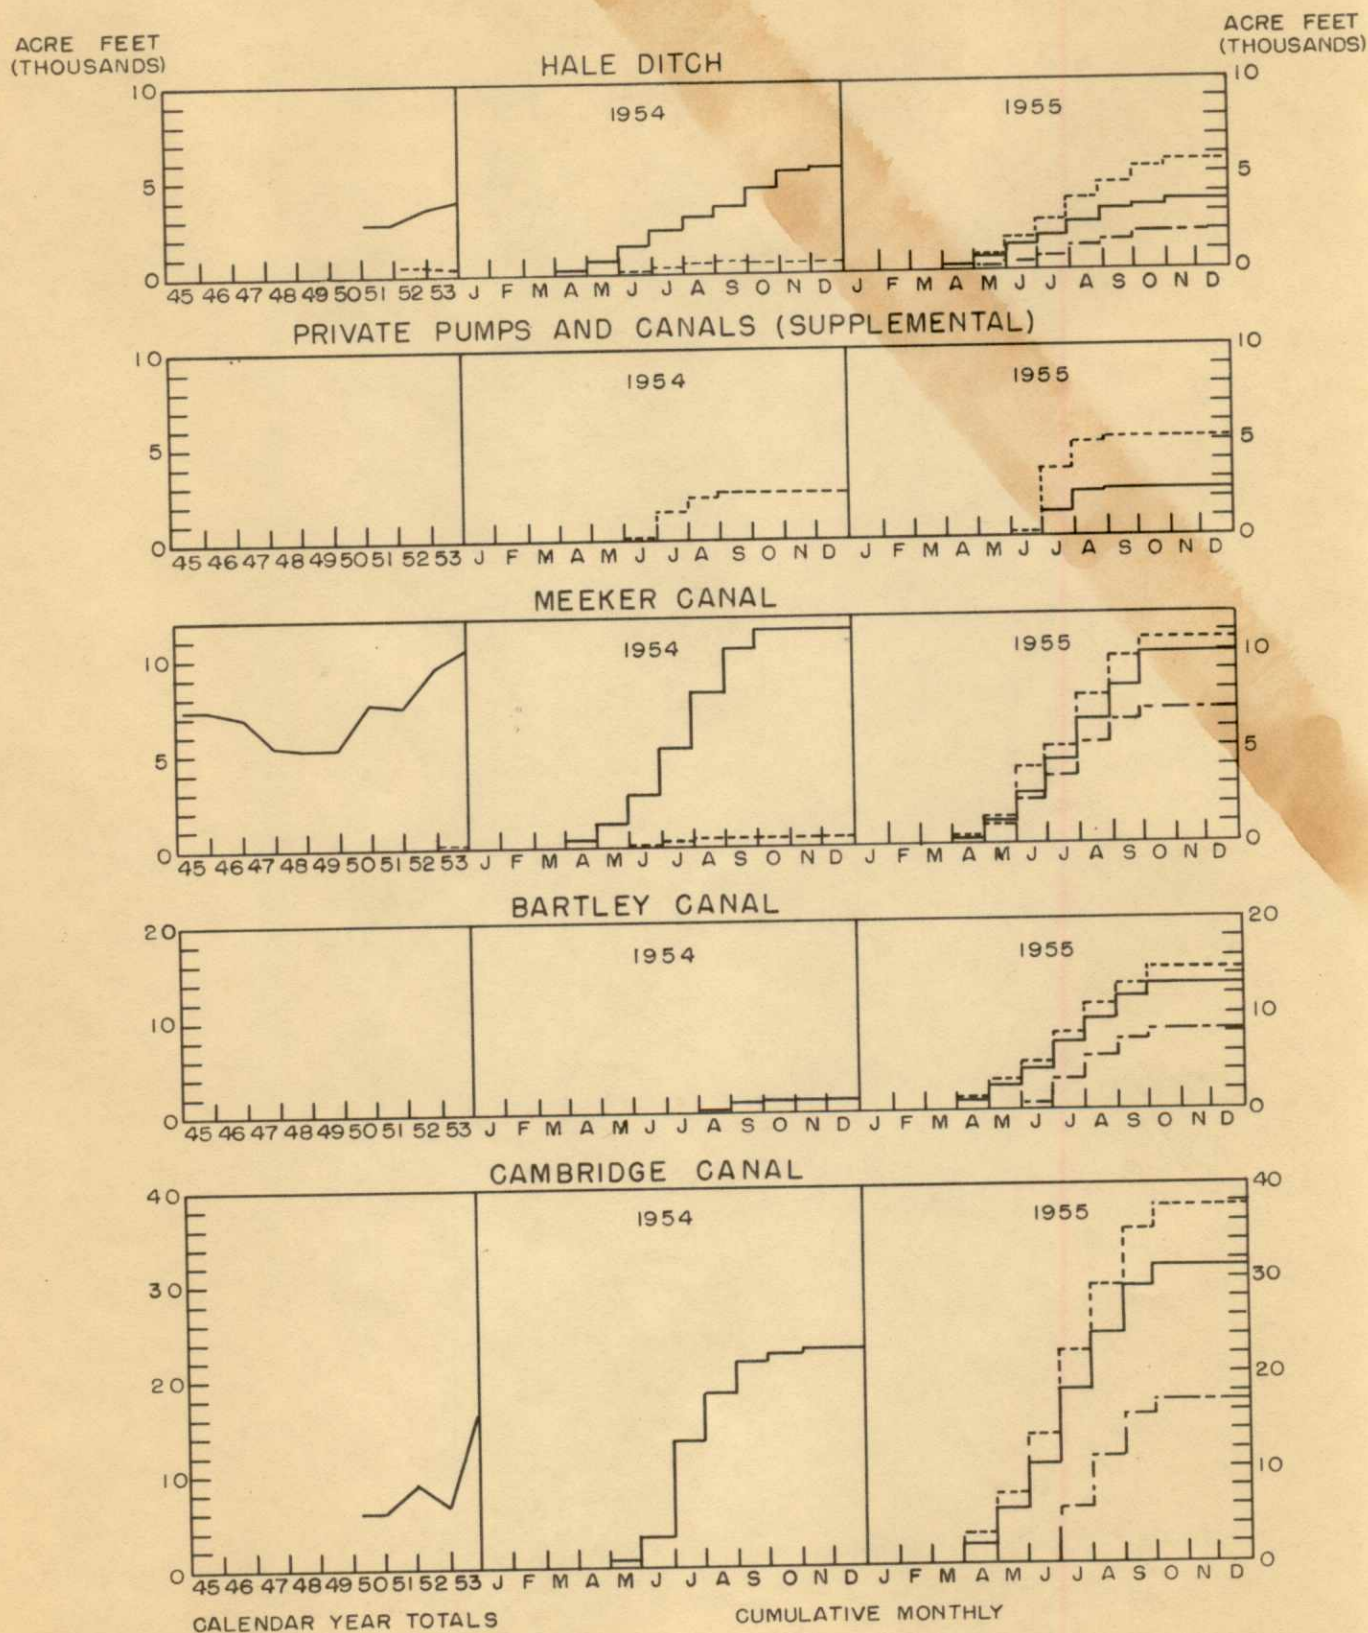 ACRE FEET
(THOUSANDS)
ACRE FEET
(THOUSANDS)
HALE DITCH
10
5
0
1954
1955
10
5
0
45 46 47 48 49 50 51 52 53 J F M A M J J A S O N D J F M A M J J A S O N D
PRIVATE PUMPS AND CANALS (SUPPLEMENTAL)
10
5
0
1954
1955
10
5
0
45 46 47 48 49 50 51 52 53 J F M A M J J A S O N D J F M A M J J A S O N D
MEEKER CANAL
10
5
0
1954
1955
10
5
0
45 46 47 48 49 50 51 52 53 J F M A M J J A S O N D J F M A M J J A S O N D
BARTLEY CANAL
20
10
0
1954
1955
20
10
0
45 46 47 48 49 50 51 52 53 J F M A M J J A S O N D J F M A M J J A S O N D
CAMBRIDGE CANAL
40
30
20
10
0
1954
1955
40
30
20
10
0
45 46 47 48 49 50 51 52 53 J F M A M J J A S O N D J F M A M J J A S O N D
CALENDAR YEAR TOTALS
CUMULATIVE MONTHLY